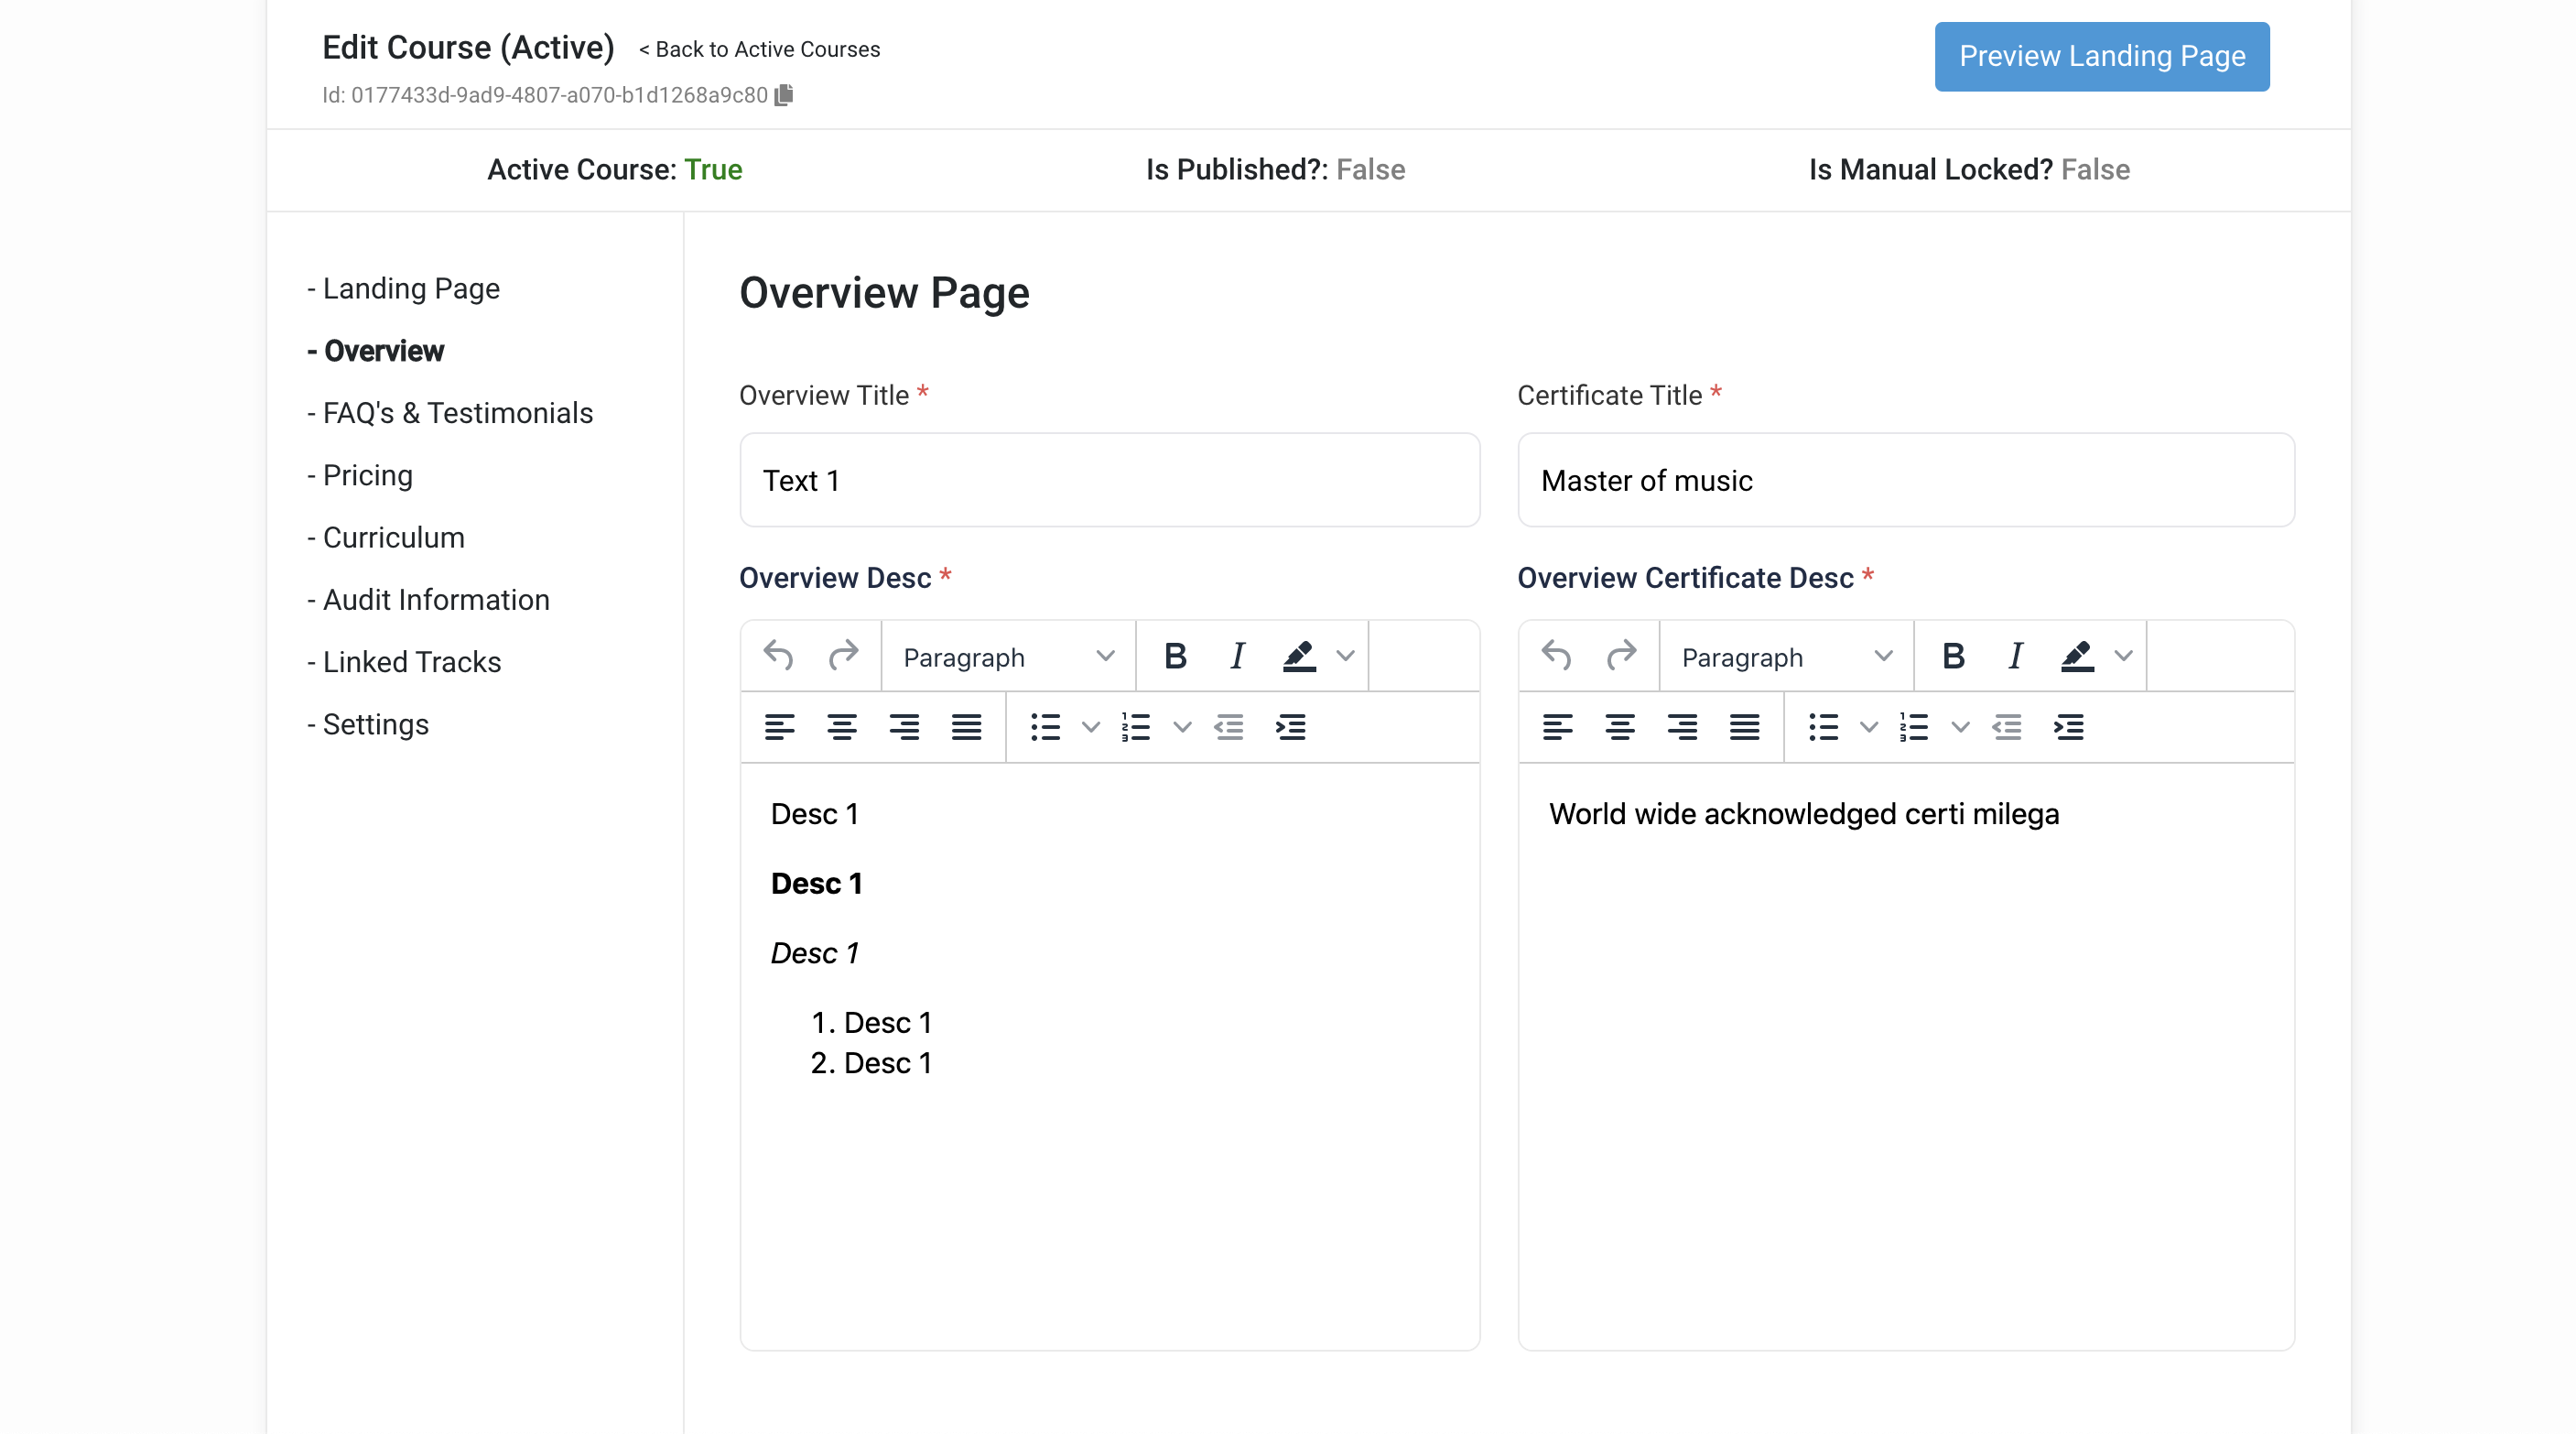 Edit Course (Active) < Back to Active Courses
Preview Landing Page
Id: 0177433d-9ad9-4807-a070-b1d1268a9c80
Active Course: True
Is Published?: False
Is Manual Locked? False
- Landing Page
- Overview
- FAQ's & Testimonials
- Pricing
- Curriculum
- Audit Information
- Linked Tracks
- Settings
Overview Page
Overview Title *
Text 1
Certificate Title *
Master of music
Overview Desc *
Paragraph
B I
Desc 1
Desc 1
Desc 1
1. Desc 1
2. Desc 1
Overview Certificate Desc *
Paragraph
B I
World wide acknowledged certi milega